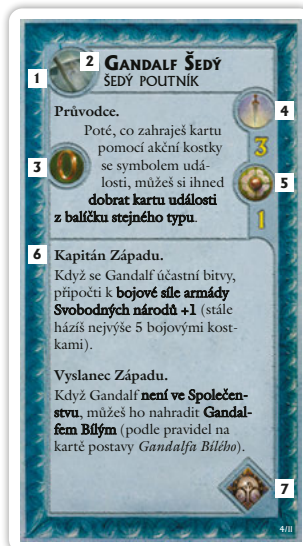 2
GANDALF ŠEDÝ
1
ŠEDÝ POUTNÍK
Průvodce.
4
Poté, co zahraješ kartu
pomocí akční kostky
3
3
se symbolem udá-
losti, můžeš si ihned
5
dobrat kartu události
z balíčku stejného typu.
1
6
Kapitán Západu.
Když se Gandalf účastní bitvy,
připočti k bojové síle armády
Svobodných národů +1 (stále
házíš nejvýše 5 bojovými kost-
kami).
Vyslanec Západu.
Když Gandalf není ve Společen-
stvu, můžeš ho nahradit Gandal-
fem Bílým (podle pravidel na
kartě postavy Gandalfa Bílého).
7
4/II